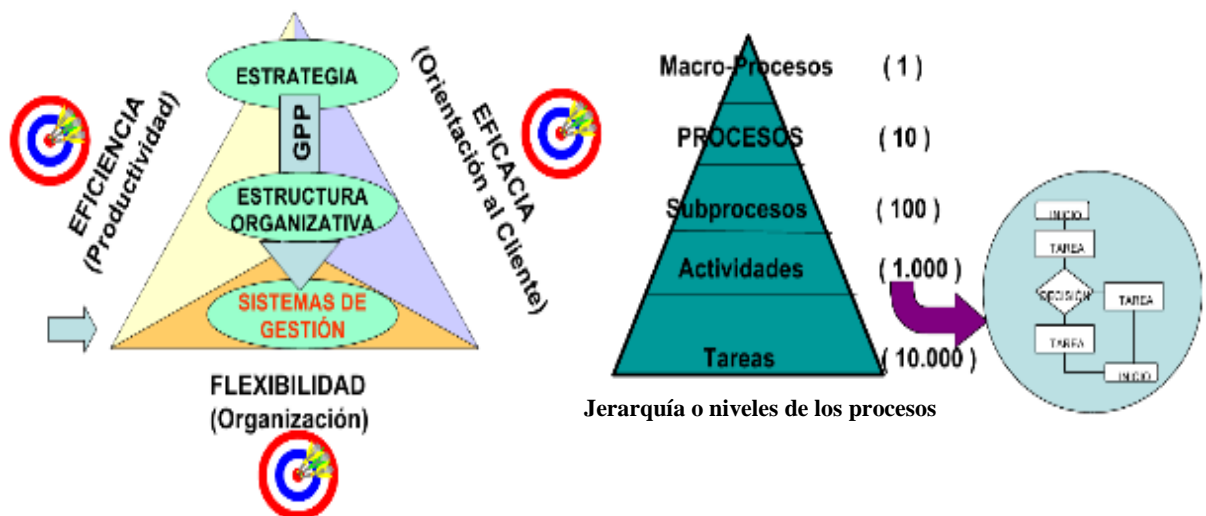 ESTRATEGIA
GPP
ESTRUCTURA
ORGANIZATIVA
SISTEMAS DE
GESTIÓN
EFICIENCIA
(Productividad)
EFICACIA
(Orientación al Cliente)
FLEXIBILIDAD
(Organización)
Macro-Procesos ( 1 )
PROCESOS ( 10 )
Subprocesos ( 100 )
Actividades ( 1.000 )
Tareas ( 10.000 )
Jerarquía o niveles de los procesos
INICIO
TAREA
DECISIÓN
TAREA
TAREA
INICIO